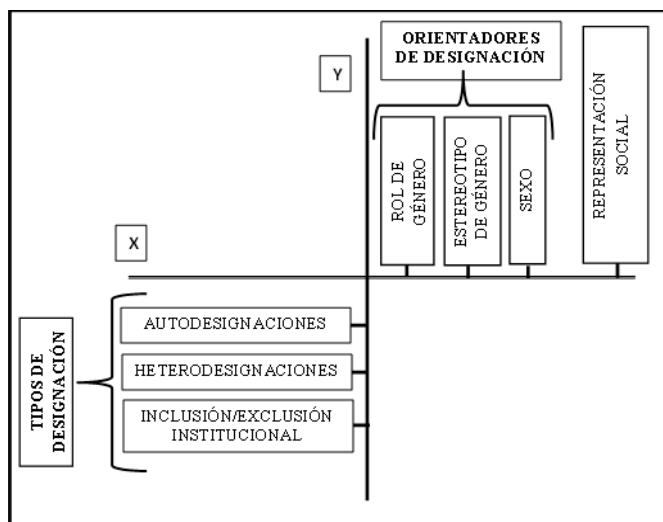 ORIENTADORES
DE DESIGNACIÓN
Y
ROL DE
GÉNERO
ESTEREOTIPO
DE GÉNERO
SEXO
REPRESENTACIÓN
SOCIAL
X
TIPOS DE
DESIGNACIÓN
AUTODESIGNACIONES
HETERODESIGNACIONES
INCLUSIÓN/EXCLUSIÓN
INSTITUCIONAL